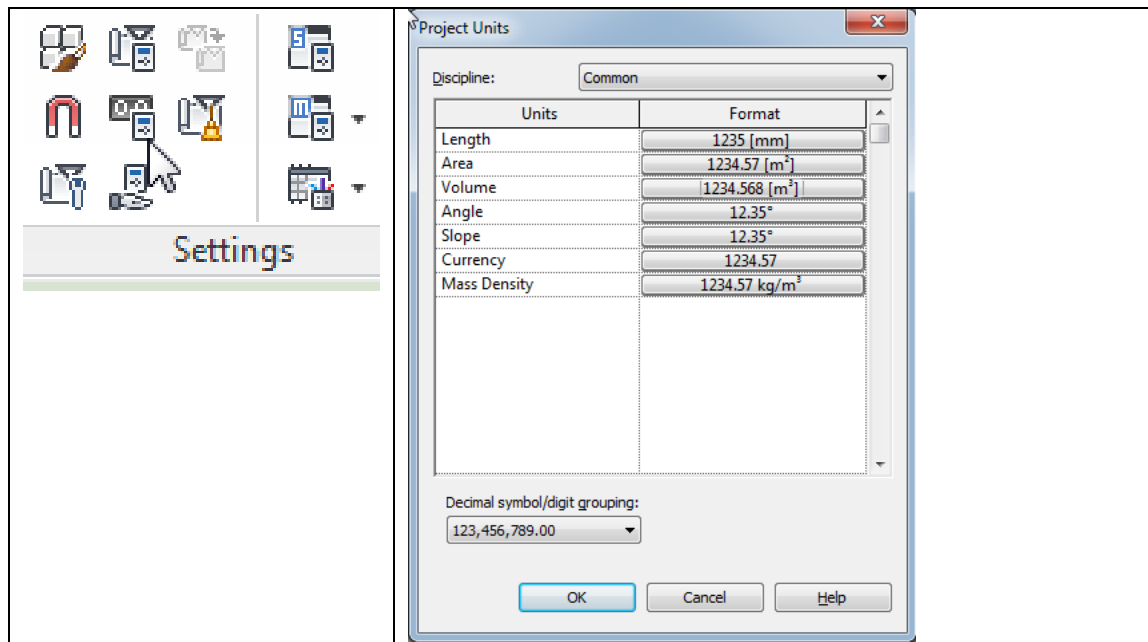 Settings
Project Units
Discipline: Common
Units Format
Length 1235 [mm]
Area 1234.57 [m²]
Volume 1234.568 [m³]
Angle 12.35°
Slope 12.35°
Currency 1234.57
Mass Density 1234.57 kg/m³
Decimal symbol/digit grouping:
123,456,789.00
OK Cancel Help